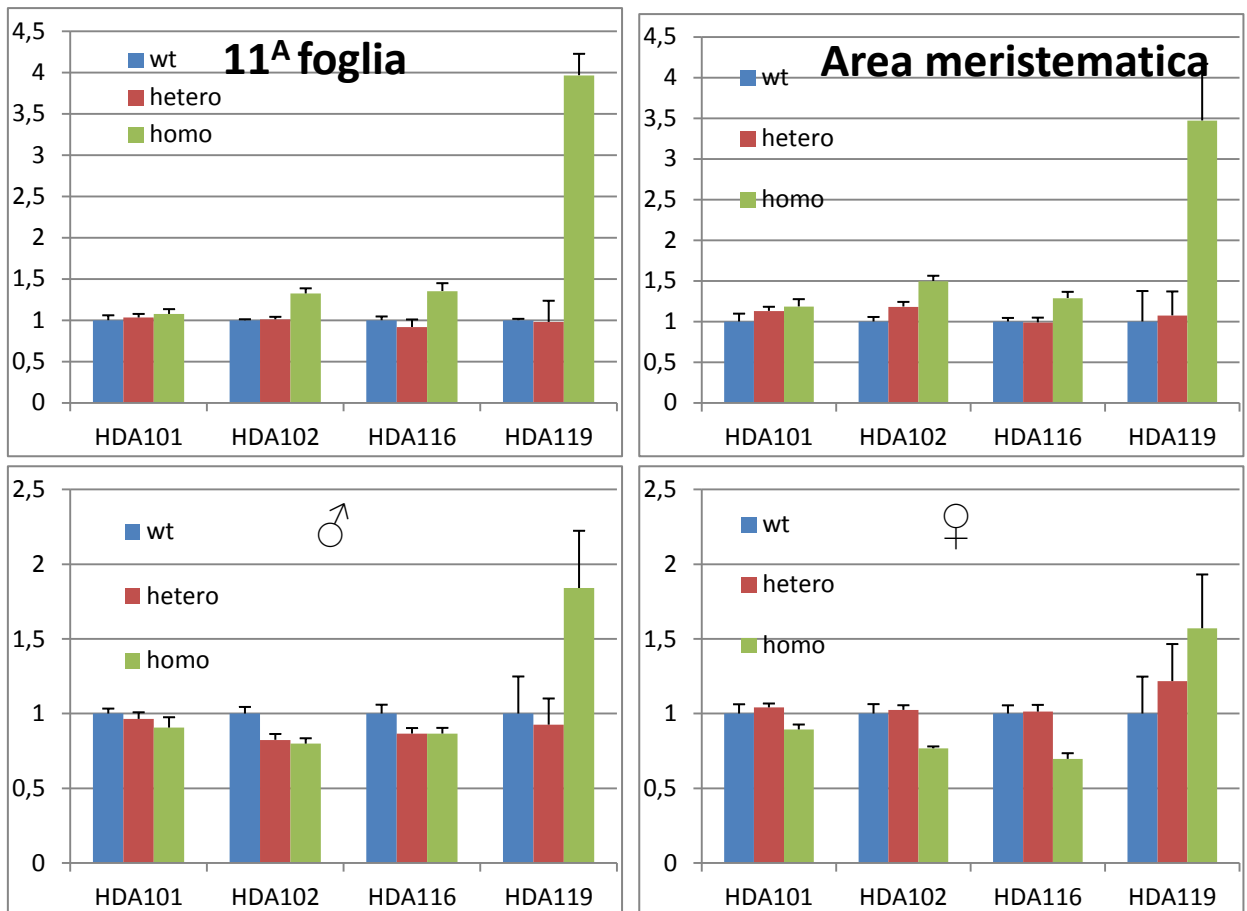 11ᴬ foglia
wt
hetero
homo
4,5
4
3,5
3
2,5
2
1,5
1
0,5
0
HDA101 HDA102 HDA116 HDA119
Area meristematica
wt
hetero
homo
4,5
4
3,5
3
2,5
2
1,5
1
0,5
0
HDA101 HDA102 HDA116 HDA119
♂
wt
hetero
homo
2,5
2
1,5
1
0,5
0
HDA101 HDA102 HDA116 HDA119
♀
wt
hetero
homo
2,5
2
1,5
1
0,5
0
HDA101 HDA102 HDA116 HDA119